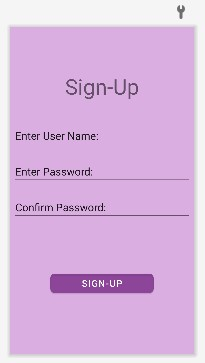 Sign-Up
Enter User Name:
Enter Password:
Confirm Password:
SIGN-UP